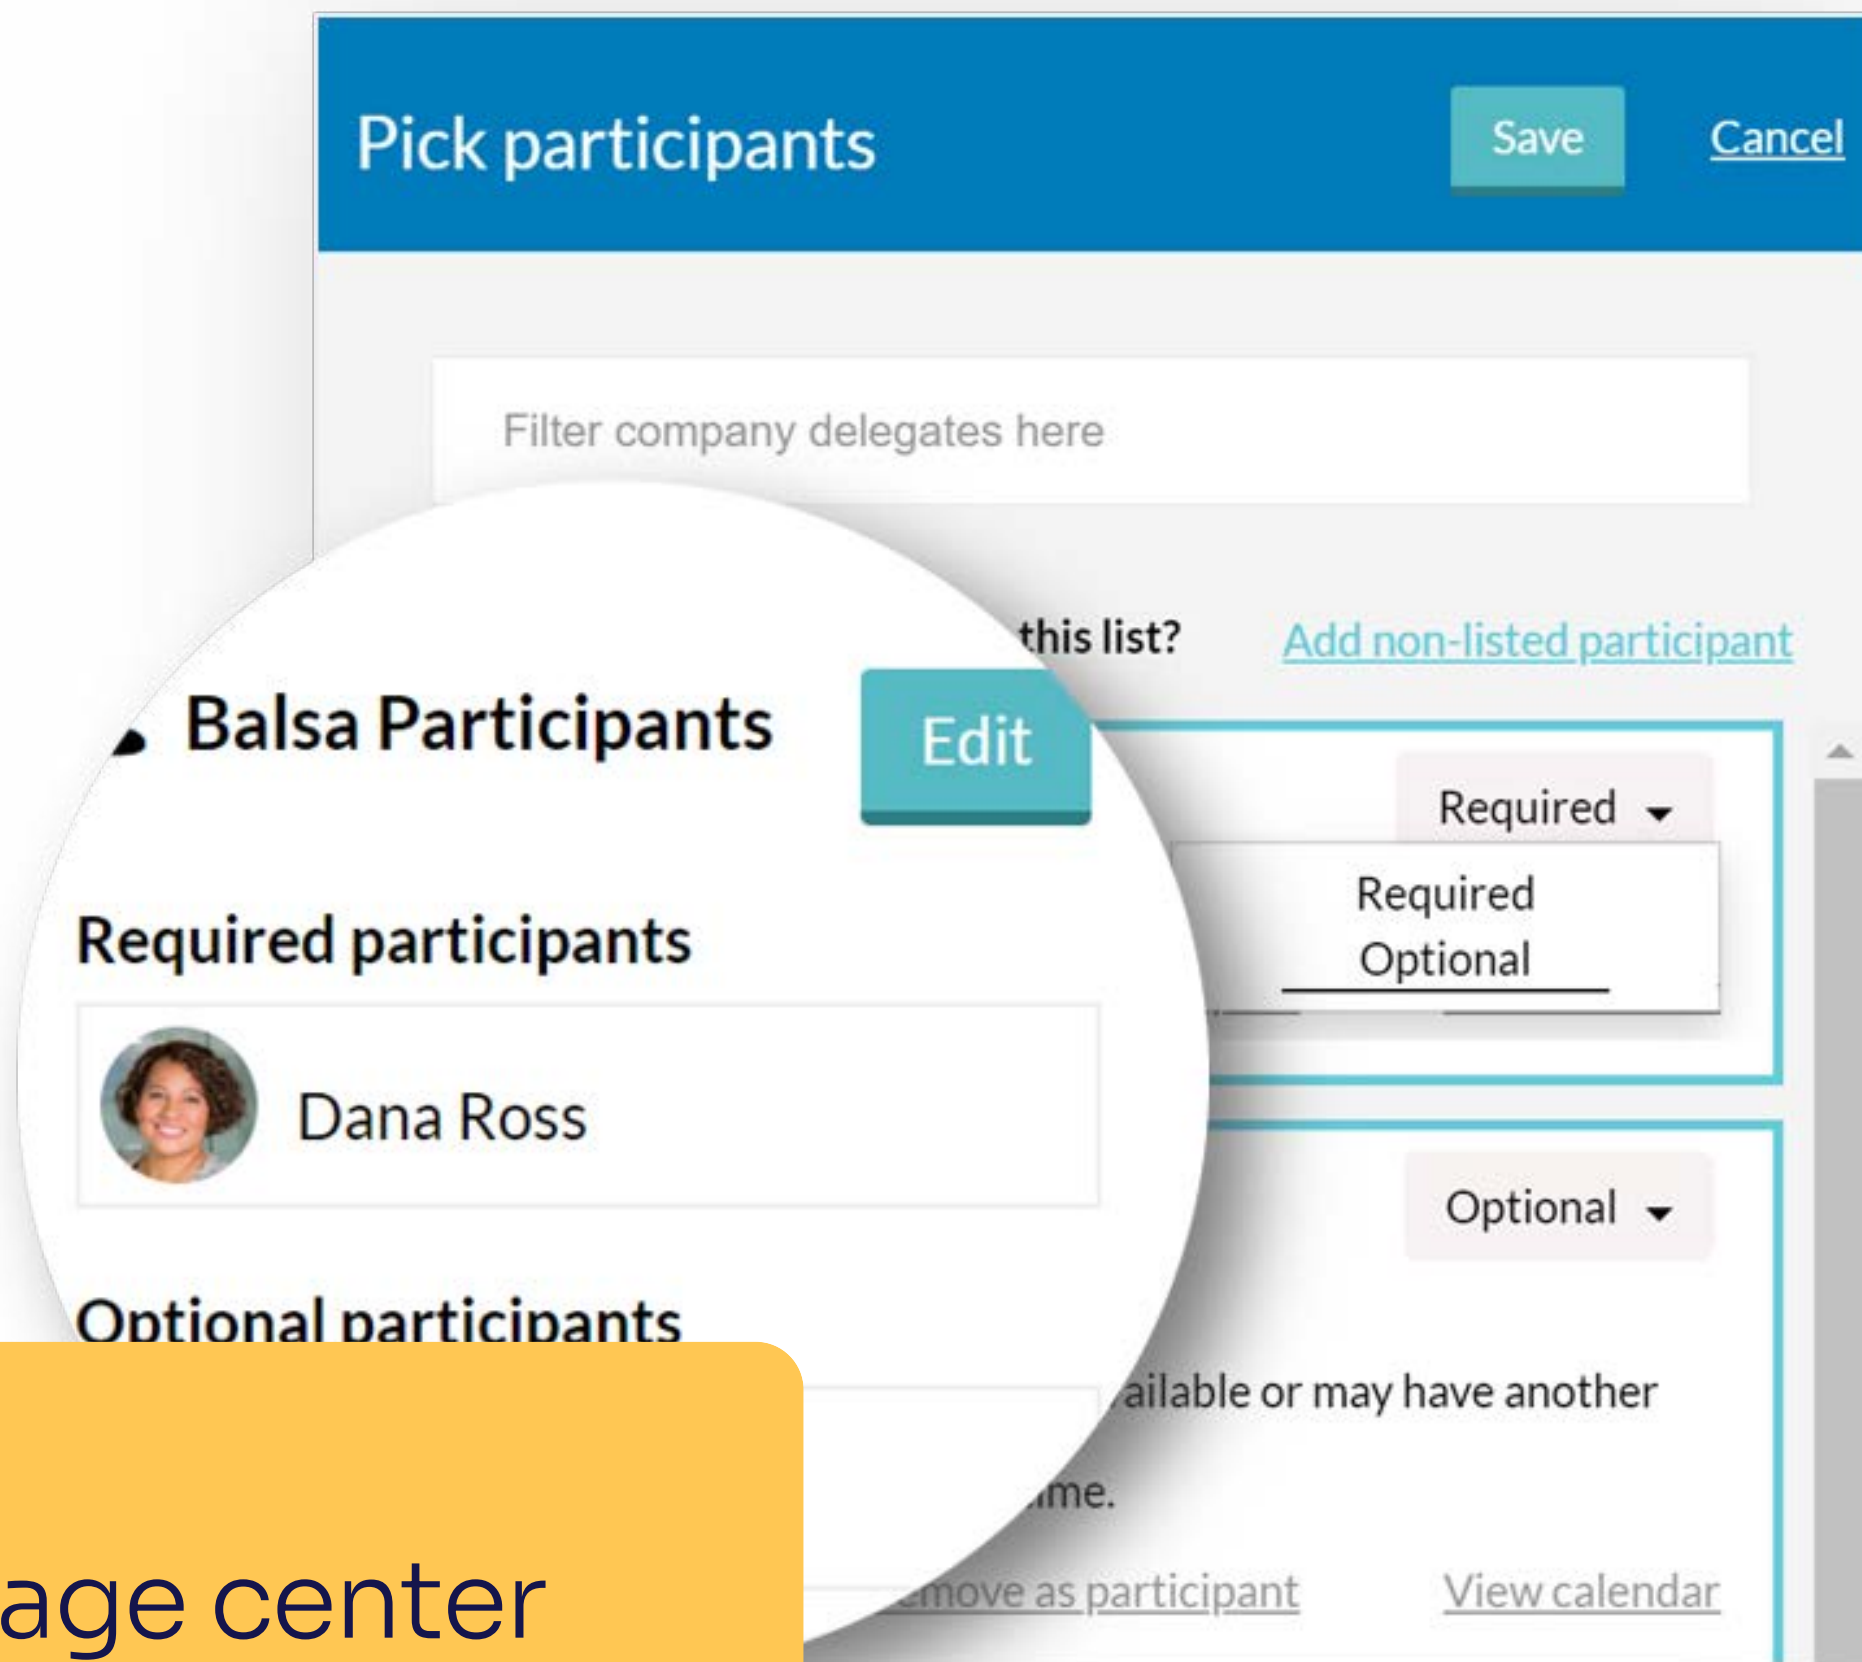 Pick participants
Save
Cancel
Filter company delegates here
this list?
Add non-listed participant
Balsa Participants
Edit
Required
Required
Optional
Required participants
Dana Ross
Optional
Optional participants
ailable or may have another
me.
move as participant
View calendar
age center